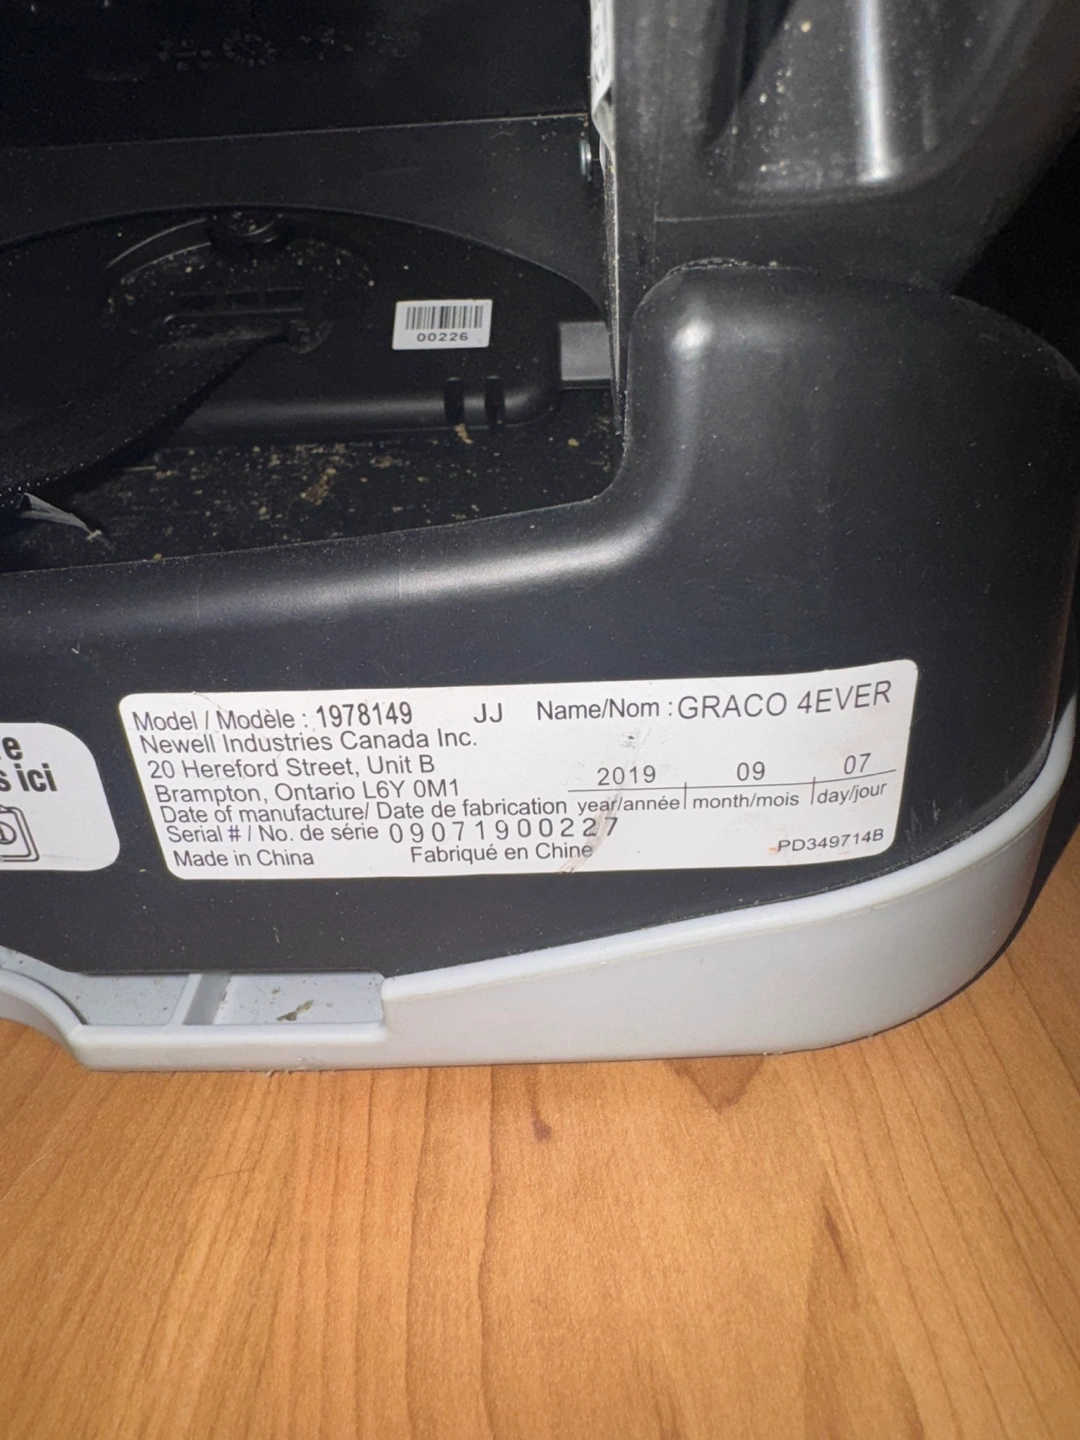 00226
e
s ici
Model / Modèle : 1978149 JJ Name/Nom : GRACO 4EVER
Newell Industries Canada Inc.
20 Hereford Street, Unit B
Brampton, Ontario L6Y 0M1
2019 09 07
Date of manufacture/ Date de fabrication year/année month/mois day/jour
Serial # / No. de série 09071900227
Made in China Fabriqué en Chine PD349714B